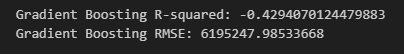 Gradient Boosting R-squared: -0.4294070124479883
Gradient Boosting RMSE: 6195247.98533668